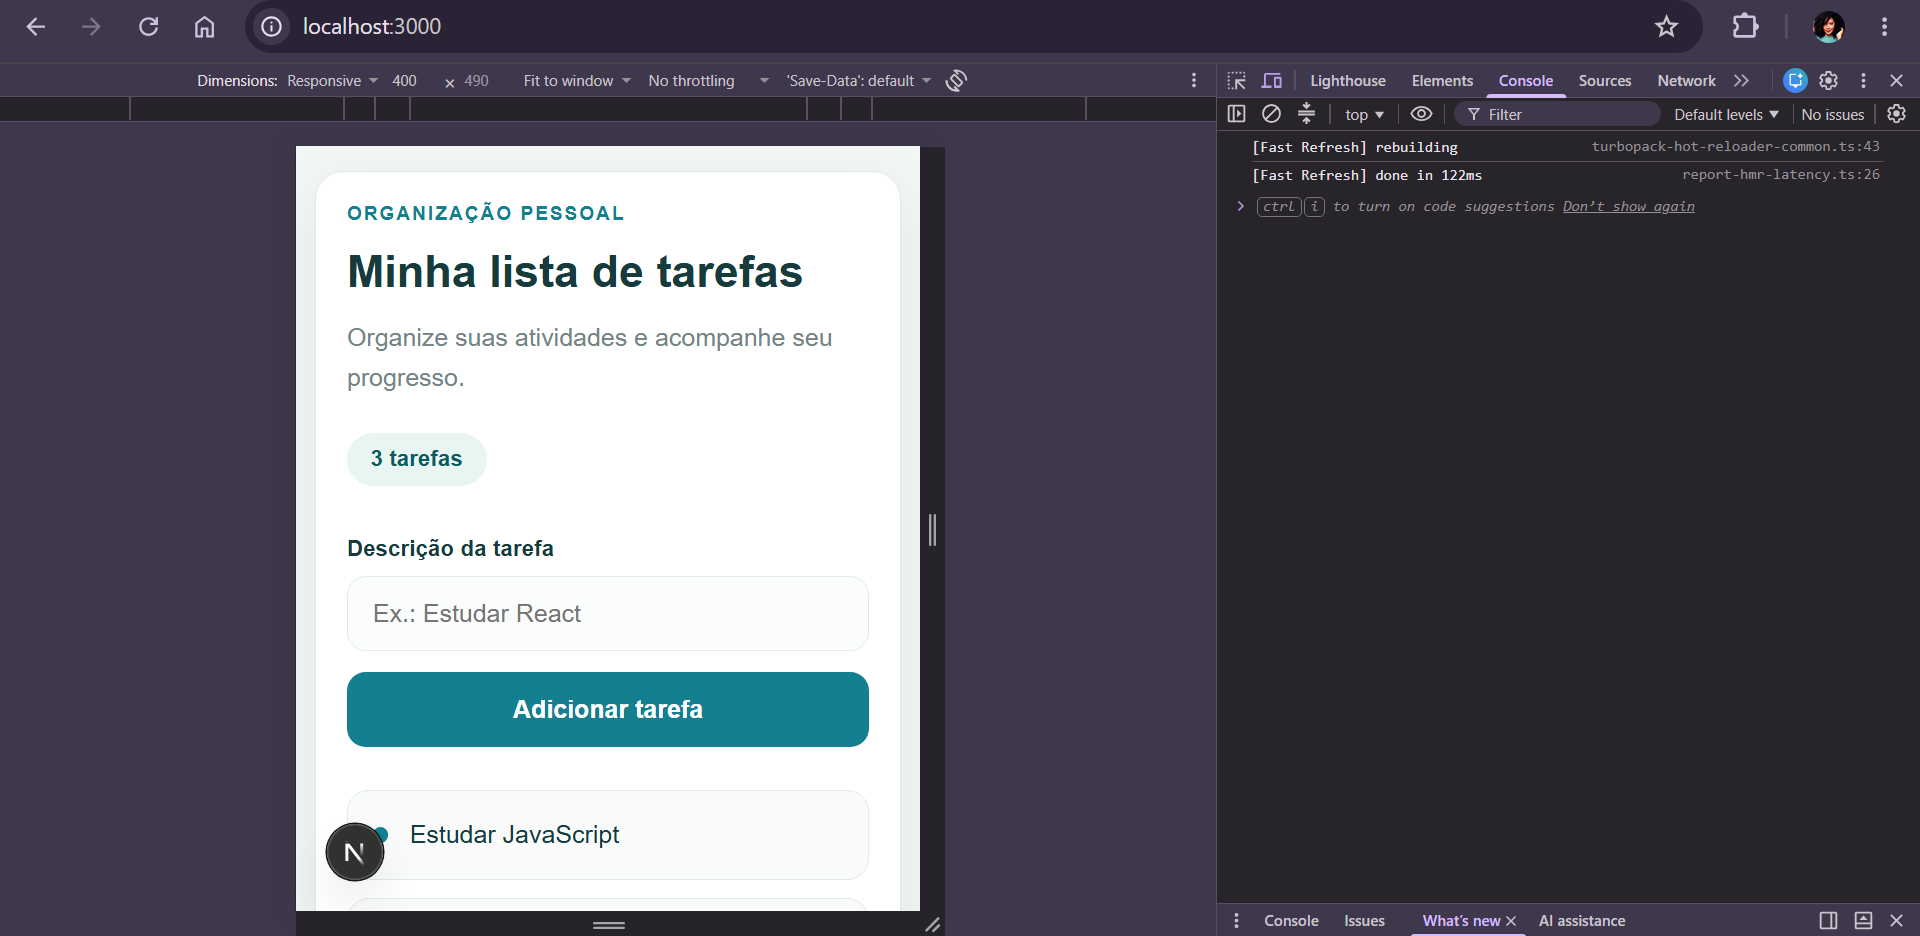 localhost:3000
Dimensions: Responsive 400 × 490 Fit to window No throttling 'Save-Data': default
Lighthouse Elements Console Sources Network
top Filter Default levels No issues
[Fast Refresh] rebuilding turbopack-hot-reloader-common.ts:43
[Fast Refresh] done in 122ms report-hmr-latency.ts:26
ctrl i to turn on code suggestions Don't show again
ORGANIZAÇÃO PESSOAL
Minha lista de tarefas
Organize suas atividades e acompanhe seu
progresso.
3 tarefas
Descrição da tarefa
Ex.: Estudar React
Adicionar tarefa
Estudar JavaScript
N
Console Issues What's new AI assistance